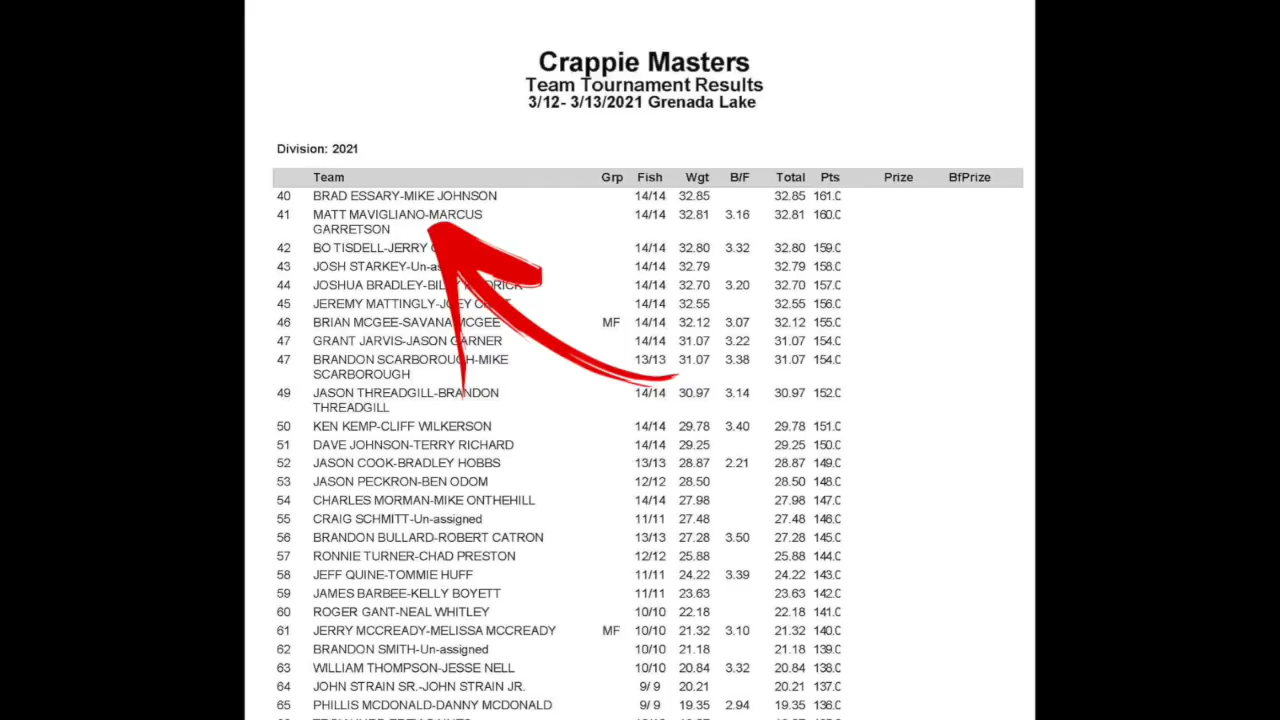 Crappie Masters
Team Tournament Results
3/12- 3/13/2021 Grenada Lake
Division: 2021
Team Grp Fish Wgt B/F Total Pts Prize BfPrize
40 BRAD ESSARY-MIKE JOHNSON 14/14 32.85 32.85 161.0
41 MATT MAVIGLIANO-MARCUS 14/14 32.81 3.16 32.81 160.0
GARRETSON
42 BO TISDELL-JERRY 14/14 32.80 3.32 32.80 159.0
43 JOSH STARKEY-Un-as 14/14 32.79 32.79 158.0
44 JOSHUA BRADLEY- 14/14 32.70 3.20 32.70 157.0
45 JEREMY MATTINGLY- 14/14 32.55 32.55 156.0
46 BRIAN MCGEE-SAVANA MCGEE MF 14/14 32.12 3.07 32.12 155.0
47 GRANT JARVIS-JASON GARNER 14/14 31.07 3.22 31.07 154.0
47 BRANDON SCARBOROUGH-MIKE 13/13 31.07 3.38 31.07 154.0
SCARBOROUGH
49 JASON THREADGILL-BRANDON 14/14 30.97 3.14 30.97 152.0
THREADGILL
50 KEN KEMP-CLIFF WILKERSON 14/14 29.78 3.40 29.78 151.0
51 DAVE JOHNSON-TERRY RICHARD 14/14 29.25 29.25 150.0
52 JASON COOK-BRADLEY HOBBS 13/13 28.87 2.21 28.87 149.0
53 JASON PECKRON-BEN ODOM 12/12 28.50 28.50 148.0
54 CHARLES MORMAN-MIKE ONTHEHILL 14/14 27.98 27.98 147.0
55 CRAIG SCHMITT-Un-assigned 11/11 27.48 27.48 146.0
56 BRANDON BULLARD-ROBERT CATRON 13/13 27.28 3.50 27.28 145.0
57 RONNIE TURNER-CHAD PRESTON 12/12 25.88 25.88 144.0
58 JEFF QUINE-TOMMIE HUFF 11/11 24.22 3.39 24.22 143.0
59 JAMES BARBEE-KELLY BOYETT 11/11 23.63 23.63 142.0
60 ROGER GANT-NEAL WHITLEY 10/10 22.18 22.18 141.0
61 JERRY MCCREADY-MELISSA MCCREADY MF 10/10 21.32 3.10 21.32 140.0
62 BRANDON SMITH-Un-assigned 10/10 21.18 21.18 139.0
63 WILLIAM THOMPSON-JESSE NELL 10/10 20.84 3.32 20.84 138.0
64 JOHN STRAIN SR.-JOHN STRAIN JR. 9/ 9 20.21 20.21 137.0
65 PHILLIS MCDONALD-DANNY MCDONALD 9/ 9 19.35 2.94 19.35 136.0